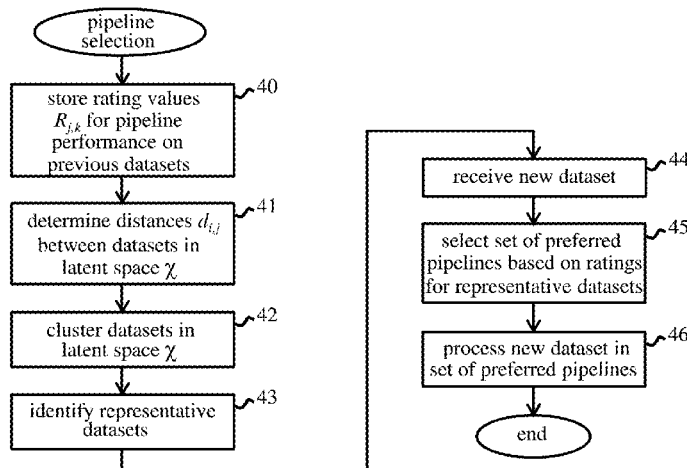 pipeline
selection
40
store rating values
R_{j,k} for pipeline
performance on
previous datasets
41
determine distances d_{i,j}
between datasets in
latent space χ
42
cluster datasets in
latent space χ
43
identify representative
datasets
44
receive new dataset
45
select set of preferred
pipelines based on ratings
for representative datasets
46
process new dataset in
set of preferred pipelines
end